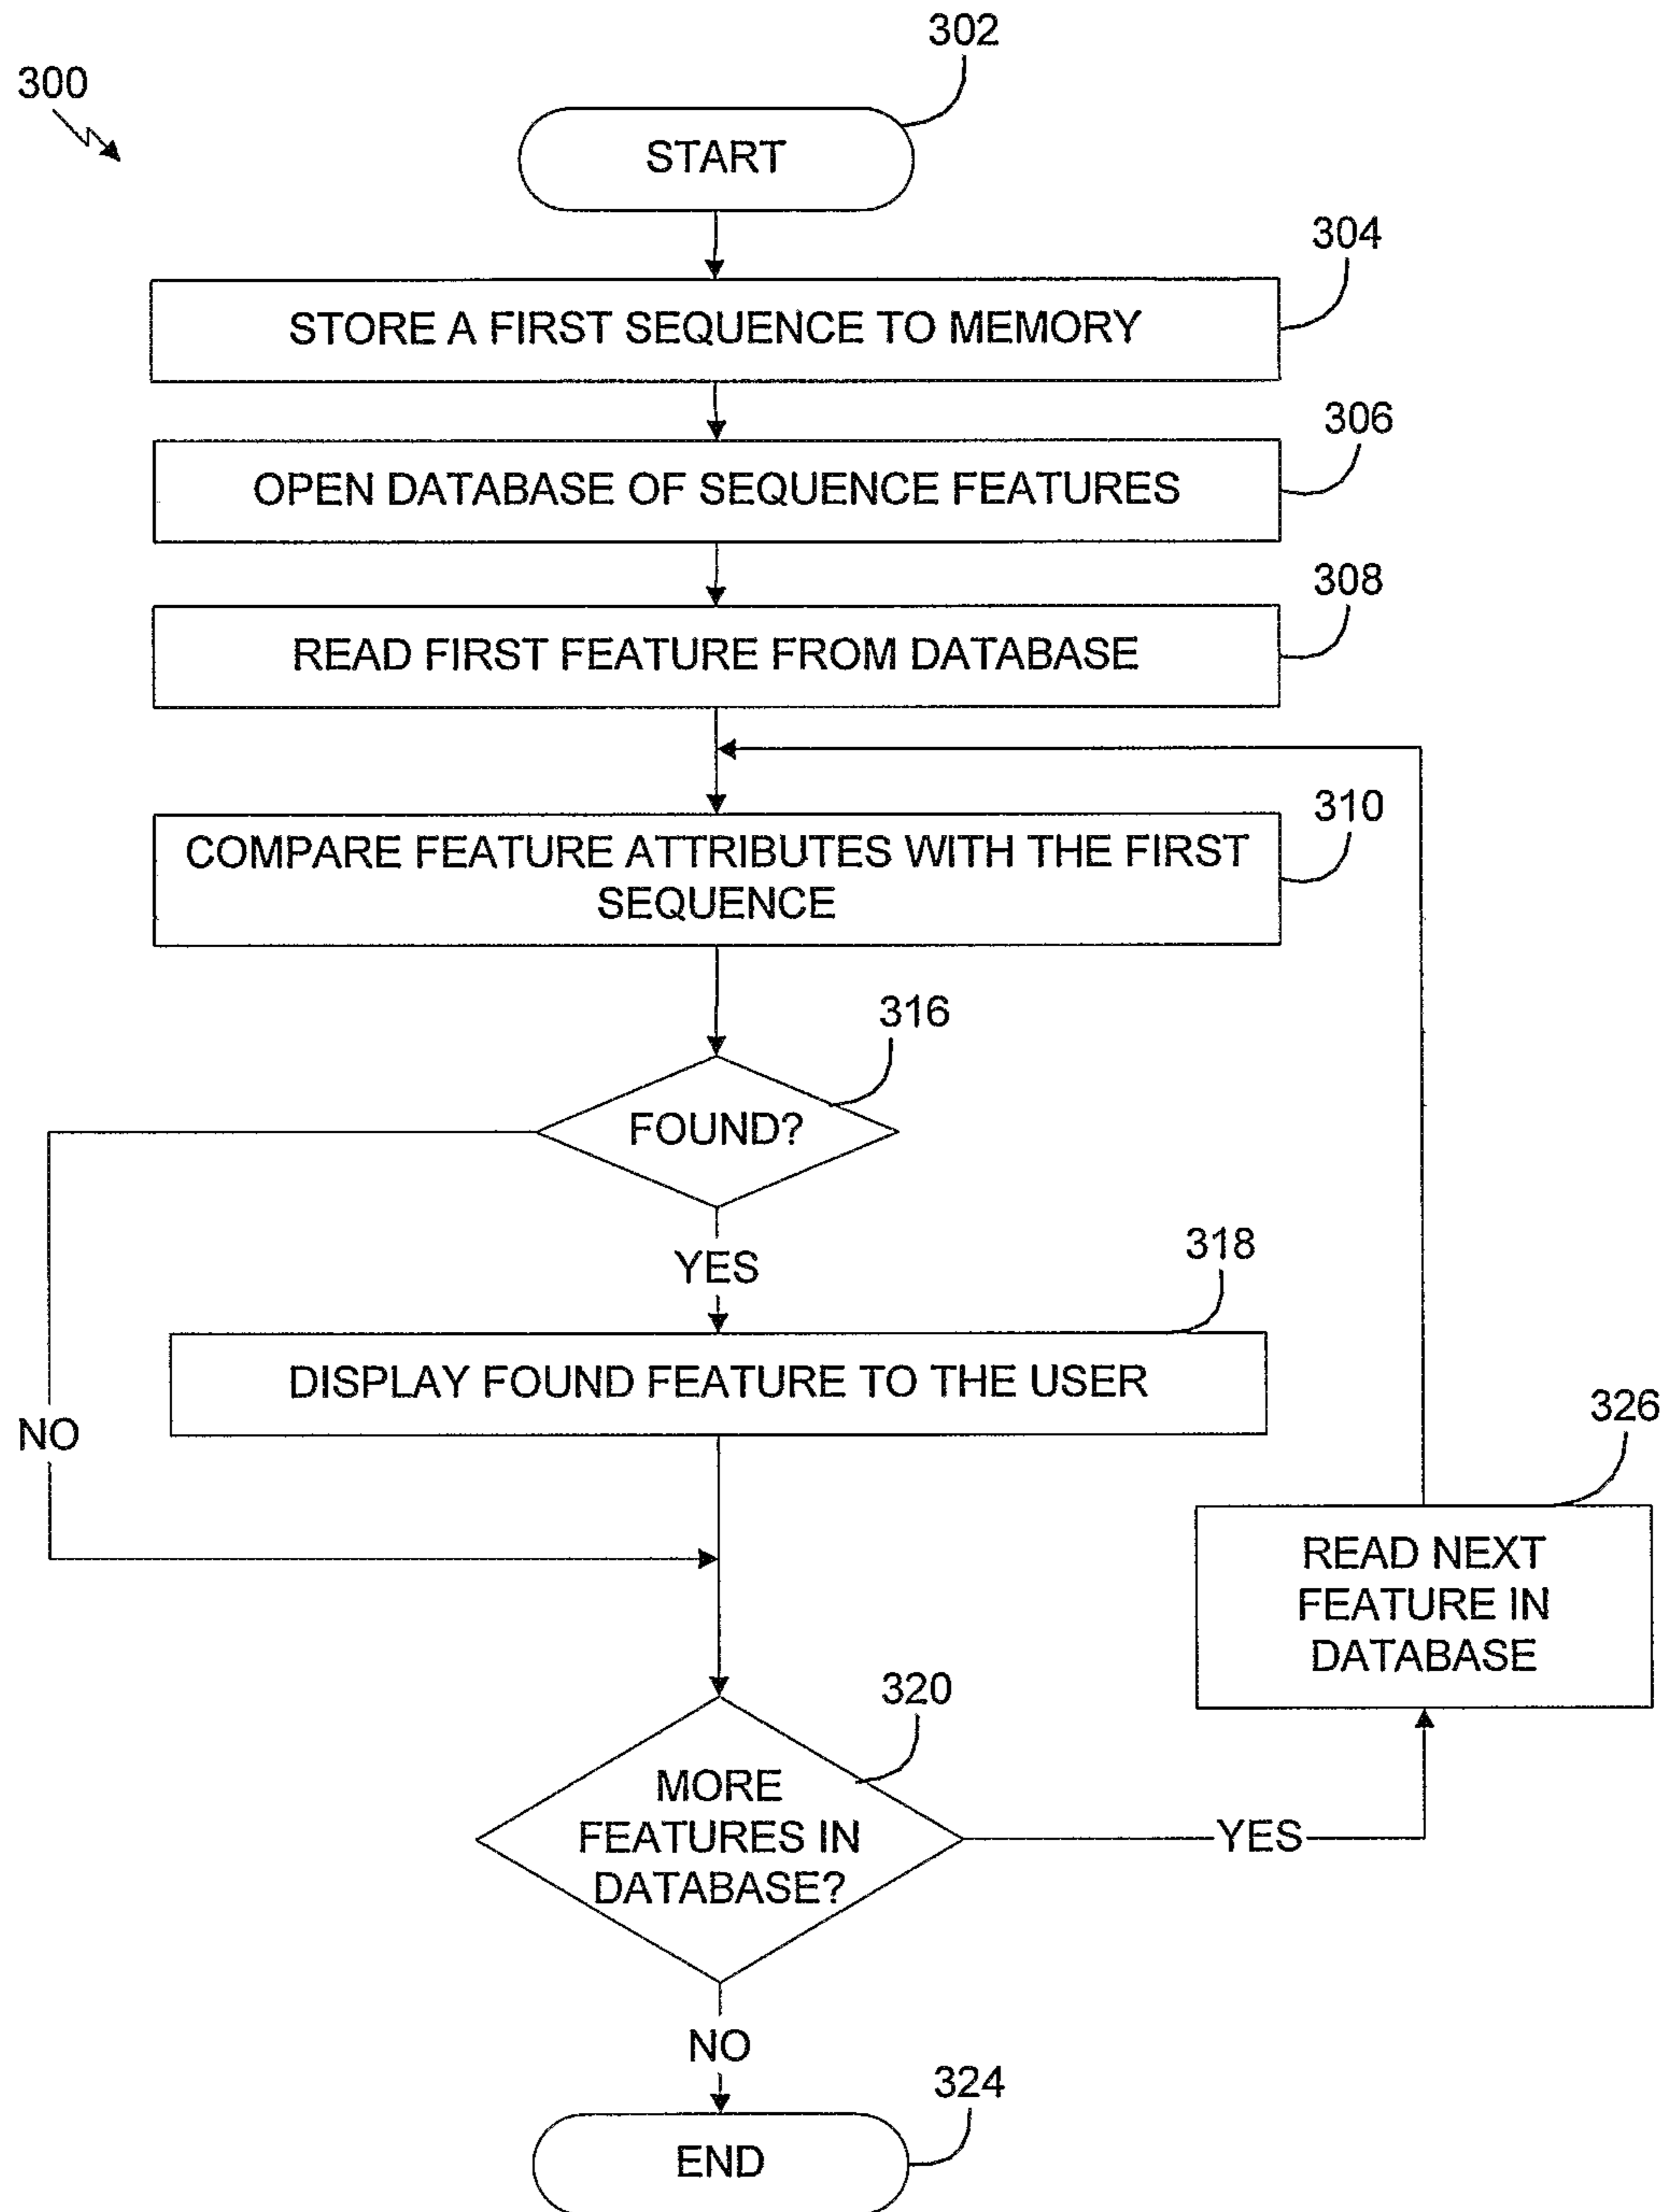 302
300
START
304
STORE A FIRST SEQUENCE TO MEMORY
306
OPEN DATABASE OF SEQUENCE FEATURES
308
READ FIRST FEATURE FROM DATABASE
310
COMPARE FEATURE ATTRIBUTES WITH THE FIRST
SEQUENCE
316
FOUND?
YES
318
DISPLAY FOUND FEATURE TO THE USER
NO
326
READ NEXT
FEATURE IN
DATABASE
320
MORE
FEATURES IN
DATABASE?
YES
NO
324
END